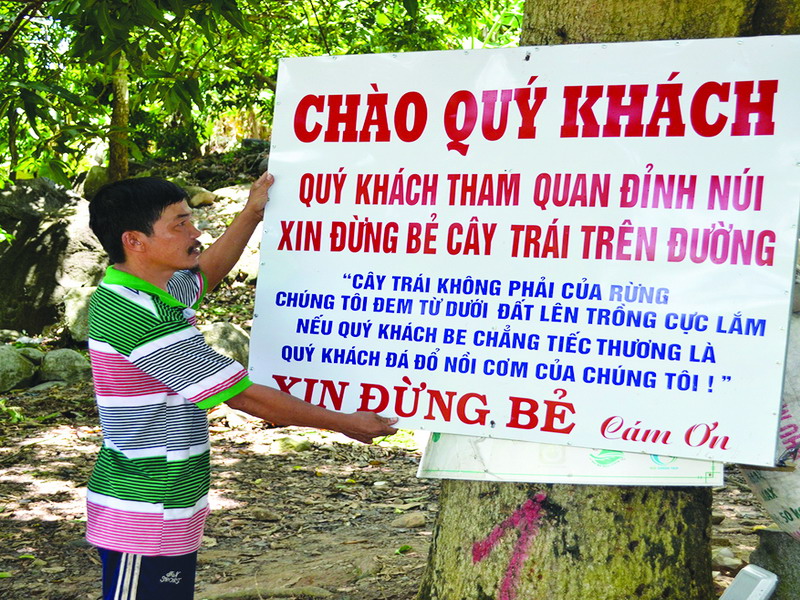 CHÀO QUÝ KHÁCH
QUÝ KHÁCH THAM QUAN ĐỈNH NÚI
XIN ĐỪNG BẺ CÂY TRÁI TRÊN ĐƯỜNG
“CÂY TRÁI KHÔNG PHẢI CỦA RỪNG
CHÚNG TÔI ĐEM TỪ DƯỚI ĐẤT LÊN TRỒNG CỰC LẮM
NẾU QUÝ KHÁCH BE CHẲNG TIẾC THƯƠNG LÀ
QUÝ KHÁCH ĐÁ ĐỔ NỒI CƠM CỦA CHÚNG TÔI ! ”
XIN ĐỪNG BẺ Cám Ơn